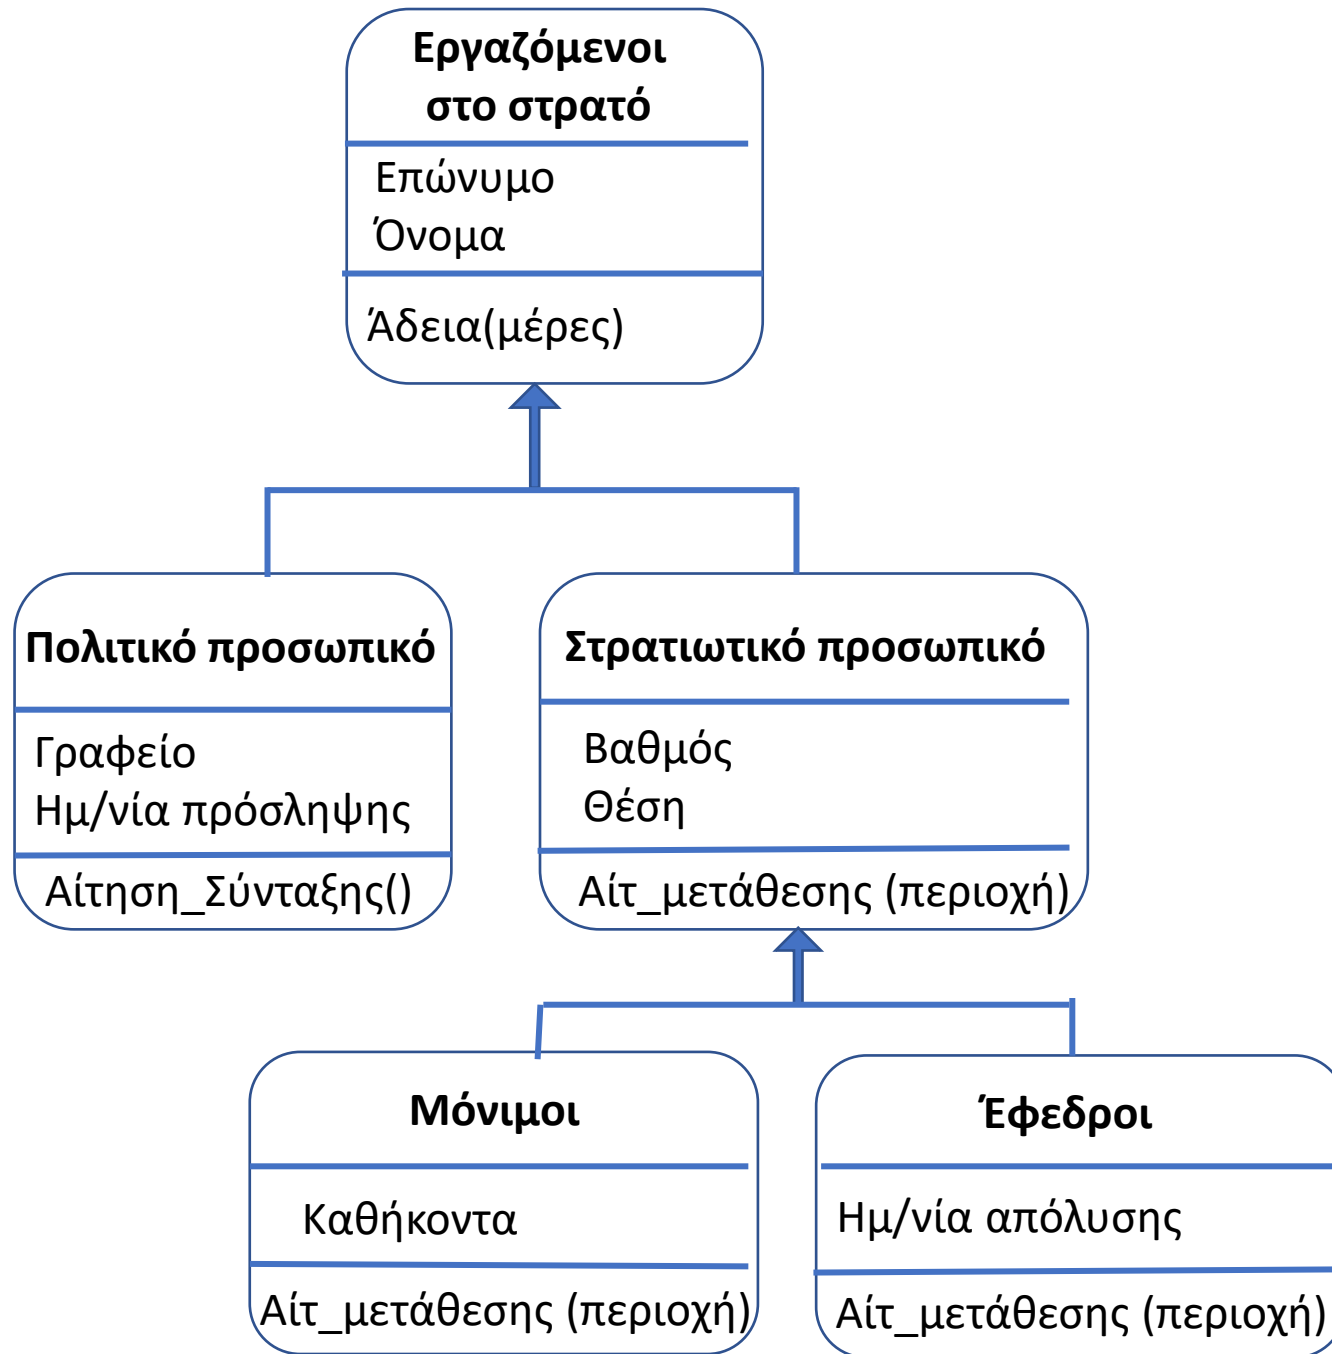 Εργαζόμενοι
στο στρατό
Επώνυμο
Όνομα
Άδεια(μέρες)
Πολιτικό προσωπικό
Γραφείο
Ημ/νία πρόσληψης
Αίτηση_Σύνταξης()
Στρατιωτικό προσωπικό
Βαθμός
Θέση
Αίτ_μετάθεσης (περιοχή)
Μόνιμοι
Καθήκοντα
Αίτ_μετάθεσης (περιοχή)
Έφεδροι
Ημ/νία απόλυσης
Αίτ_μετάθεσης (περιοχή)